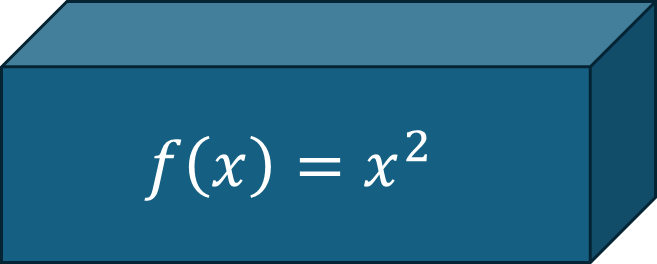 f(x) = x²